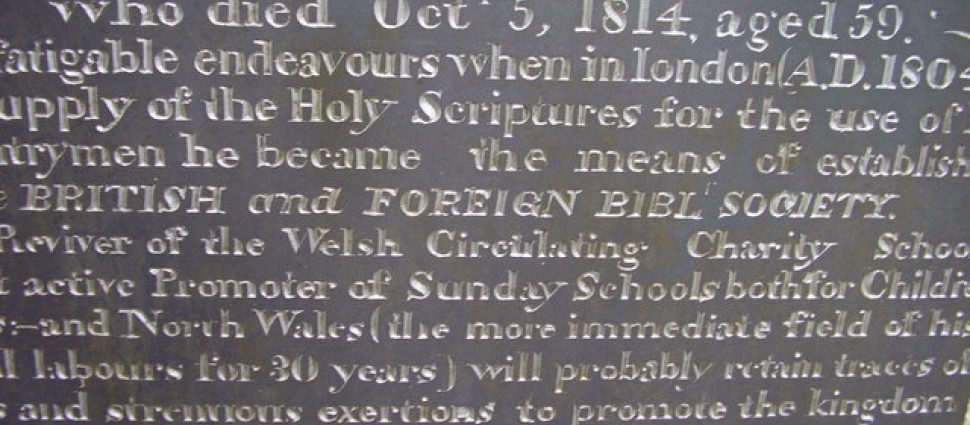 who died Oct 5, 1814, aged 59.
fatigable endeavours when in london (A.D. 1804
upply of the Holy Scriptures for the use of
trymen he became the means of establish
e BRITISH and FOREIGN BIBL SOCIETY.
Reviver of the Welsh Circulating Charity Schoo
t active Promoter of Sunday Schools both for Childre
s:—and North Wales (the more immediate field of his
l labours for 30 years) will probably retain traces of
s and strenuous exertions to promote the kingdom